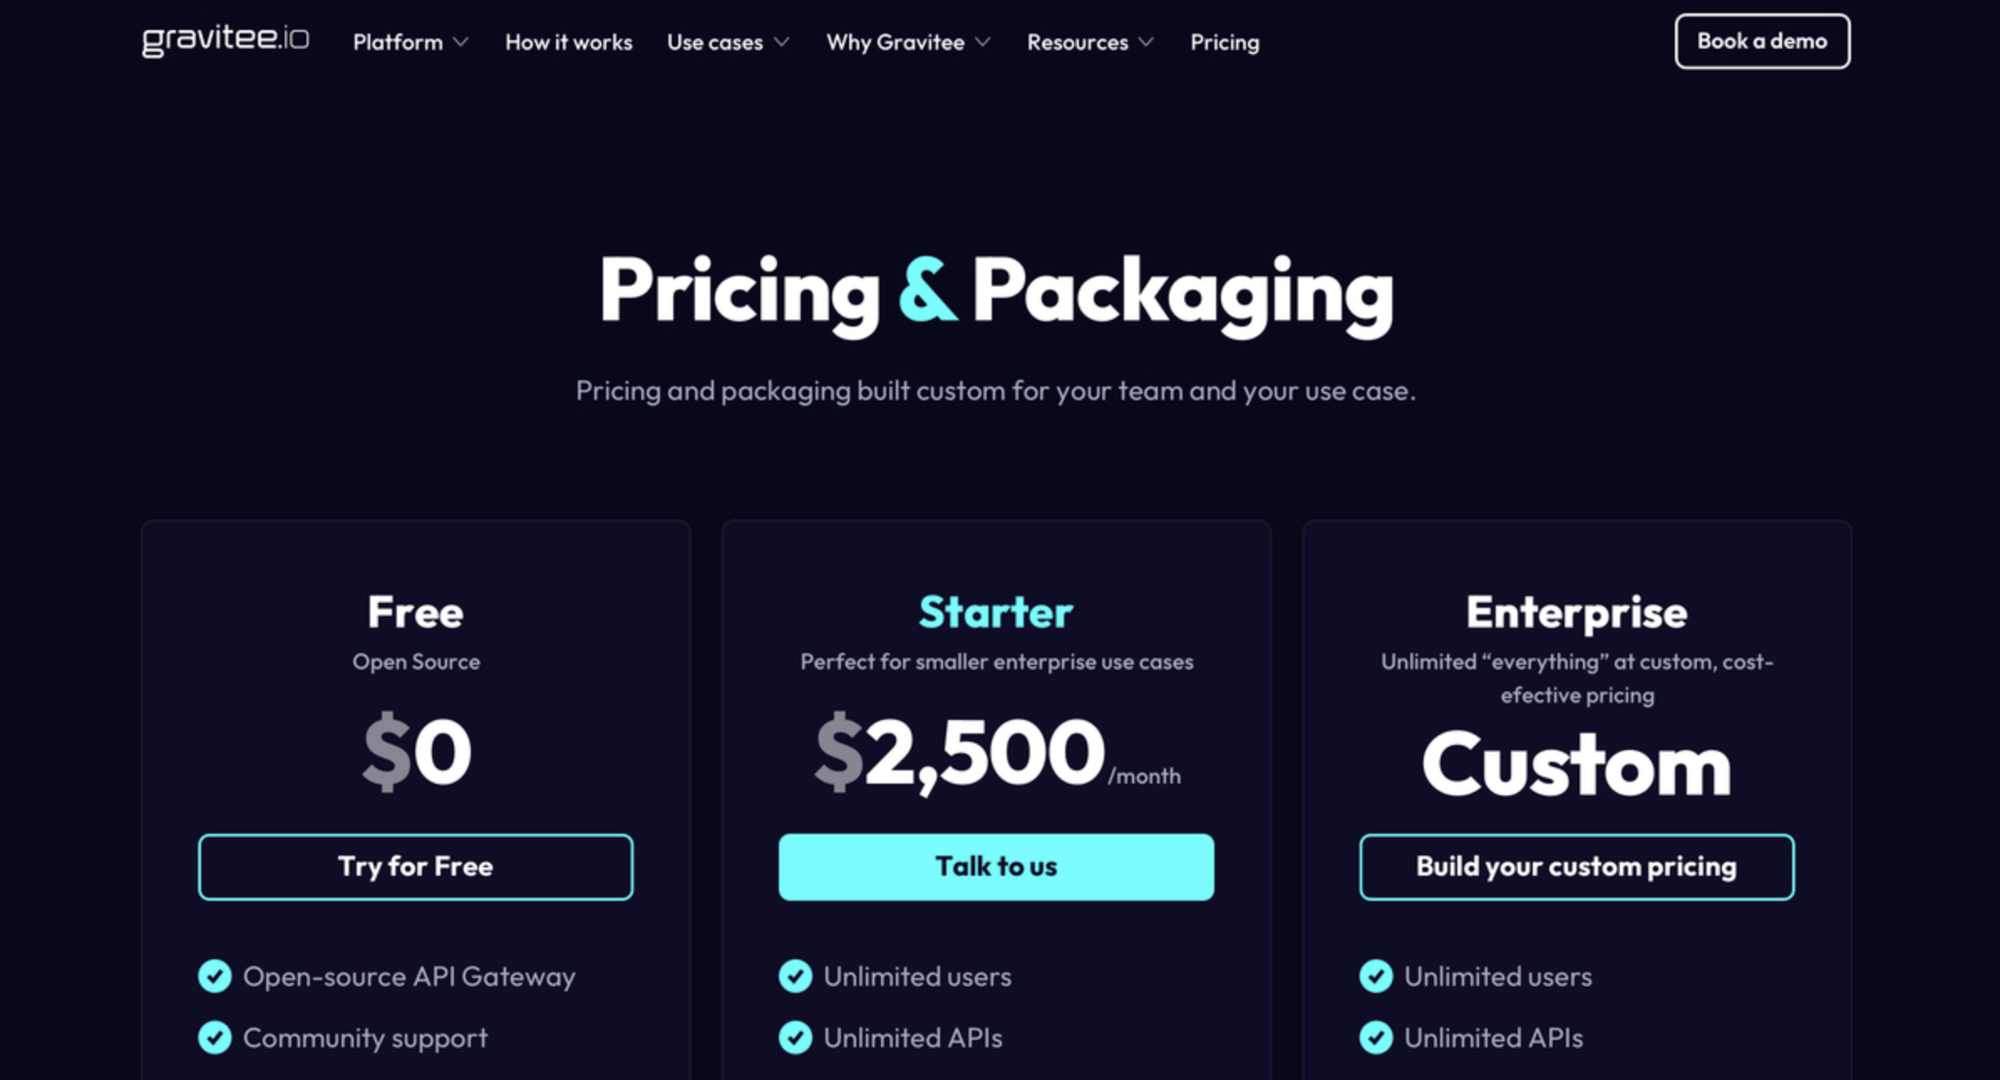 gravitee.io Platform How it works Use cases Why Gravitee Resources Pricing Book a demo
Pricing & Packaging
Pricing and packaging built custom for your team and your use case.
Free
Open Source
$0
Try for Free
Open-source API Gateway
Community support
Starter
Perfect for smaller enterprise use cases
$2,500/month
Talk to us
Unlimited users
Unlimited APIs
Enterprise
Unlimited “everything” at custom, cost-
efective pricing
Custom
Build your custom pricing
Unlimited users
Unlimited APIs